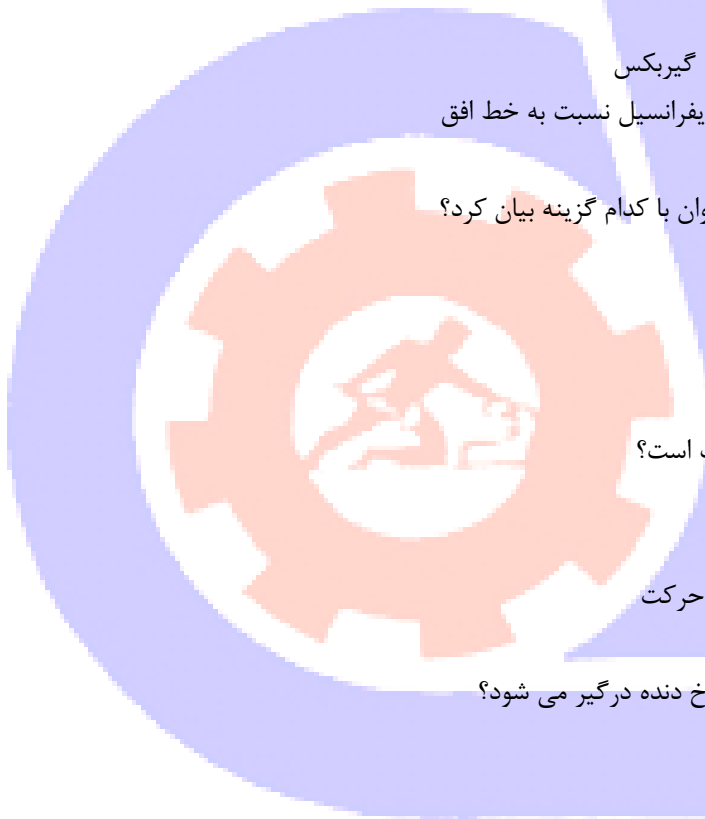 گیربکس
یفرانسیل نسبت به خط افق
وان با کدام گزینه بیان کرد؟
است؟
حرکت
خ دنده درگیر می شود؟